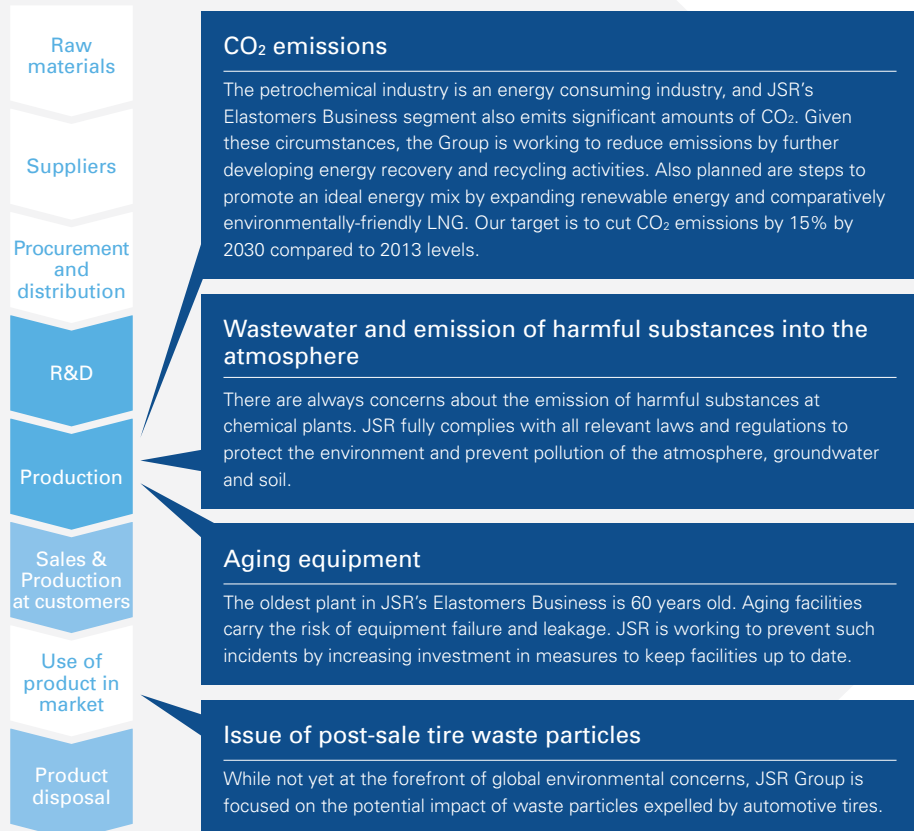 Raw
materials
Suppliers
Procurement
and
distribution
R&D
Production
Sales &
Production
at customers
Use of
product in
market
Product
disposal
CO₂ emissions
The petrochemical industry is an energy consuming industry, and JSR's
Elastomers Business segment also emits significant amounts of CO₂. Given
these circumstances, the Group is working to reduce emissions by further
developing energy recovery and recycling activities. Also planned are steps to
promote an ideal energy mix by expanding renewable energy and comparatively
environmentally-friendly LNG. Our target is to cut CO₂ emissions by 15% by
2030 compared to 2013 levels.
Wastewater and emission of harmful substances into the
atmosphere
There are always concerns about the emission of harmful substances at
chemical plants. JSR fully complies with all relevant laws and regulations to
protect the environment and prevent pollution of the atmosphere, groundwater
and soil.
Aging equipment
The oldest plant in JSR's Elastomers Business is 60 years old. Aging facilities
carry the risk of equipment failure and leakage. JSR is working to prevent such
incidents by increasing investment in measures to keep facilities up to date.
Issue of post-sale tire waste particles
While not yet at the forefront of global environmental concerns, JSR Group is
focused on the potential impact of waste particles expelled by automotive tires.